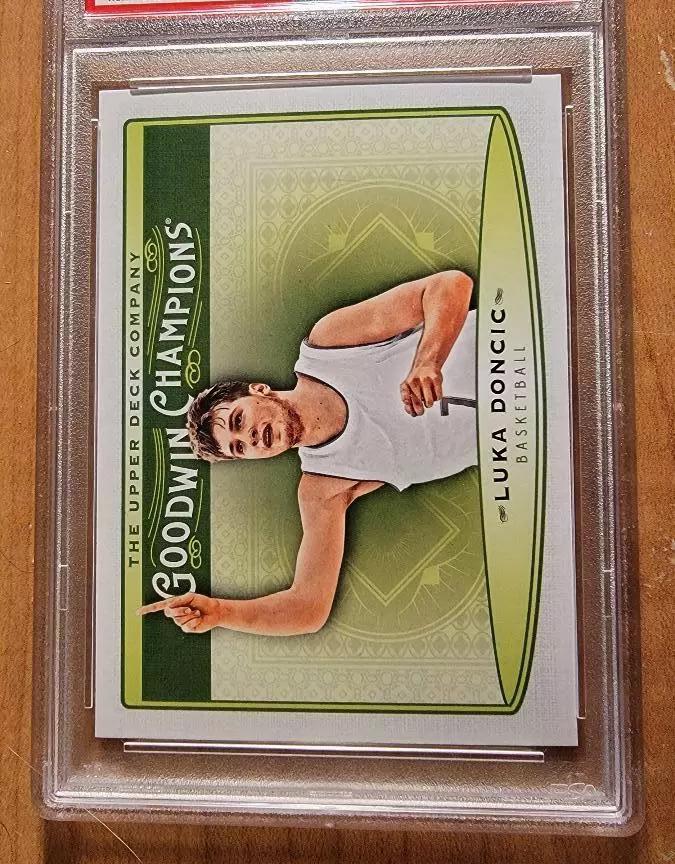 THE UPPER DECK COMPANY
GOODWIN CHAMPIONS®
LUKA DONCIC
BASKETBALL